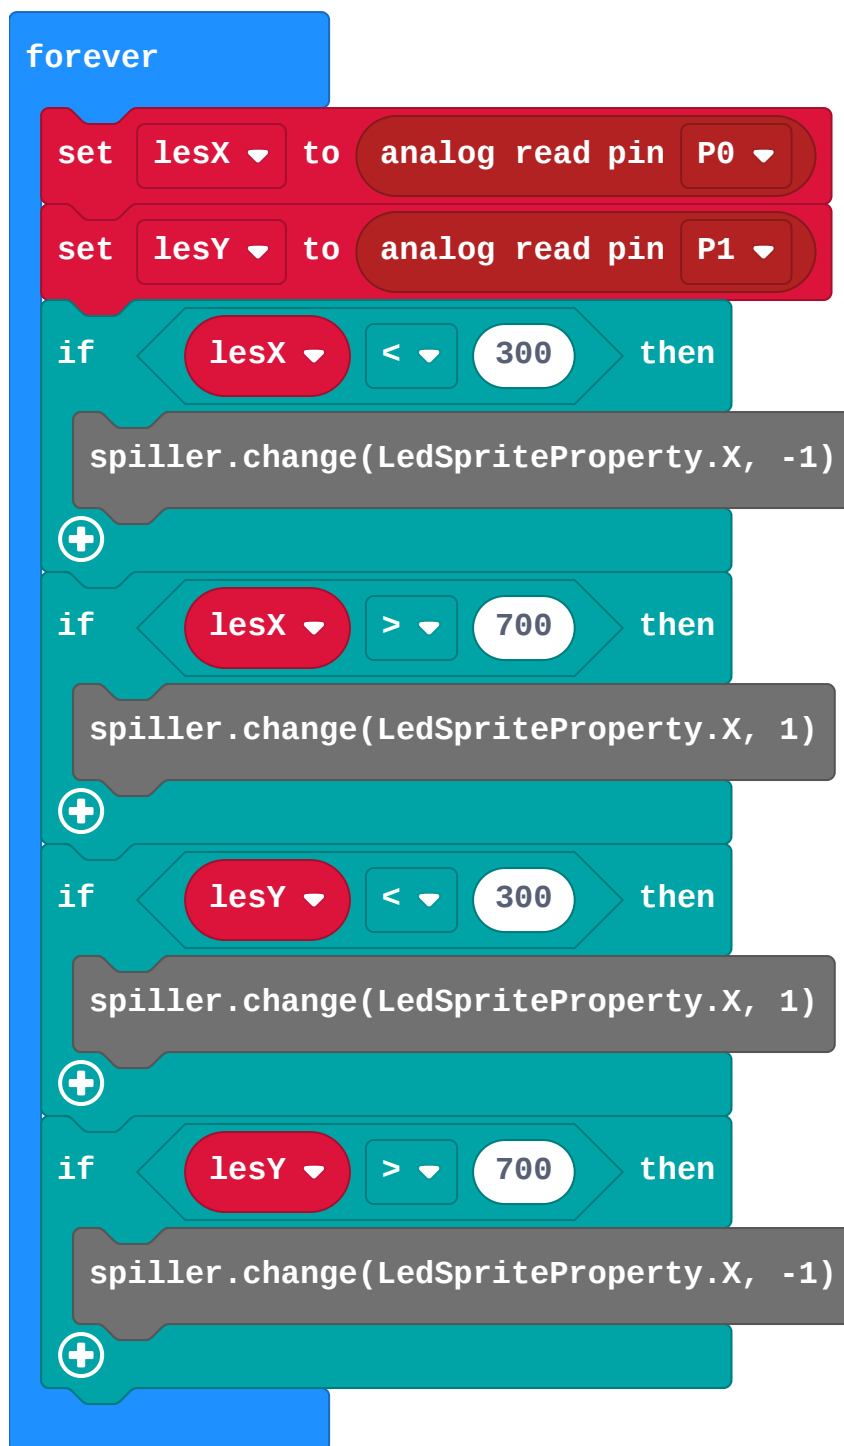 forever
set lesX to analog read pin P0
set lesY to analog read pin P1
if lesX < 300 then
spiller.change(LedSpriteProperty.X, -1)
if lesX > 700 then
spiller.change(LedSpriteProperty.X, 1)
if lesY < 300 then
spiller.change(LedSpriteProperty.X, 1)
if lesY > 700 then
spiller.change(LedSpriteProperty.X, -1)